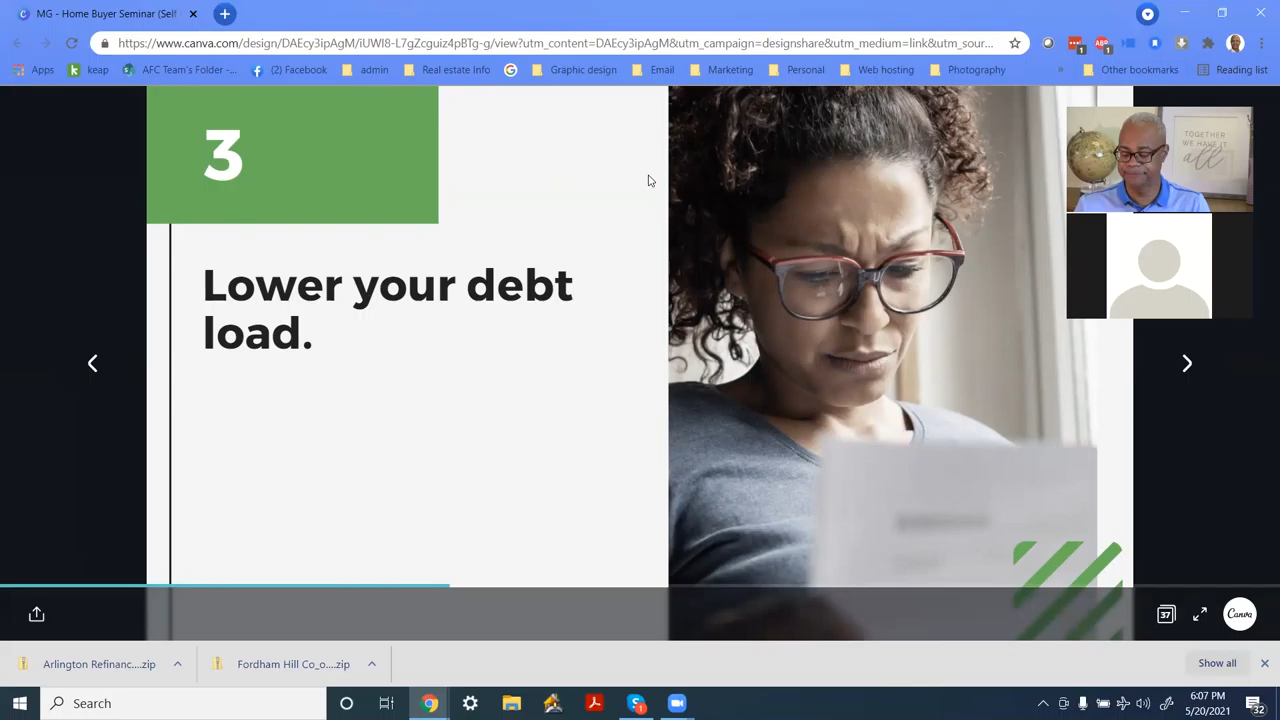 MG - Home Buyer Seminar (Self
https://www.canva.com/design/DAEcy3ipAgM/iUWI8-L7gZcguiz4pBTg-g/view?utm_content=DAEcy3ipAgM&utm_campaign=designshare&utm_medium=link&utm_sour...
Apps keap AFC Team's Folder -... (2) Facebook admin Real estate Info Graphic design Email Marketing Personal Web hosting Photography » Other bookmarks Reading list
3
TOGETHER
WE HAVE IT
all
Lower your debt
load.
37 Canva
Arlington Refinanc....zip Fordham Hill Co_o....zip Show all
Search
6:07 PM
5/20/2021
32